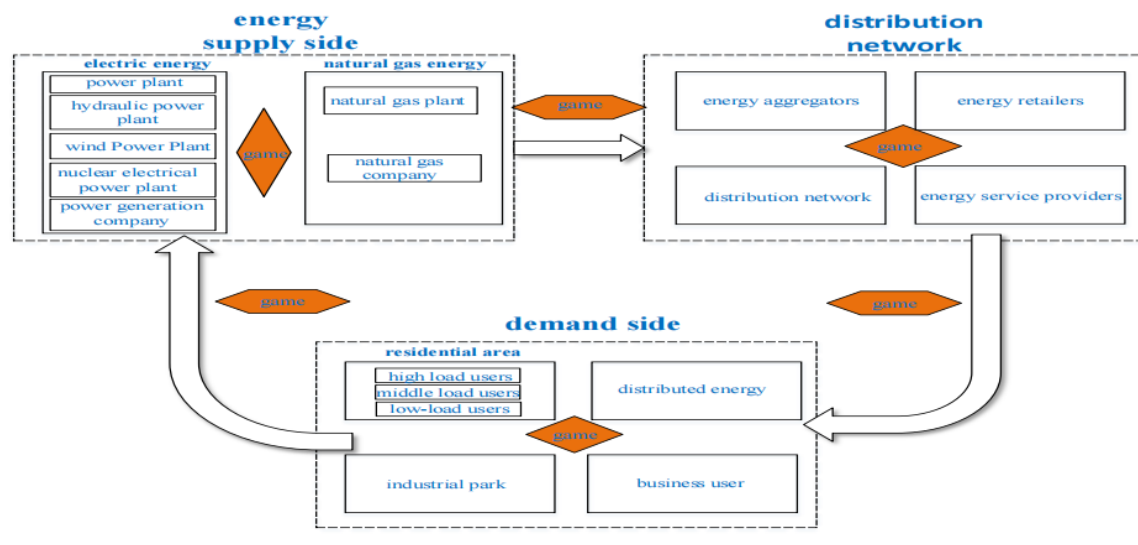 energy
supply side
electric energy
power plant
hydraulic power
plant
wind Power Plant
nuclear electrical
power plant
power generation
company
game
natural gas energy
natural gas plant
natural gas
company
game
distribution
network
energy aggregators
energy retailers
game
distribution network
energy service providers
game
game
demand side
residential area
high load users
middle load users
low-load users
distributed energy
game
industrial park
business user